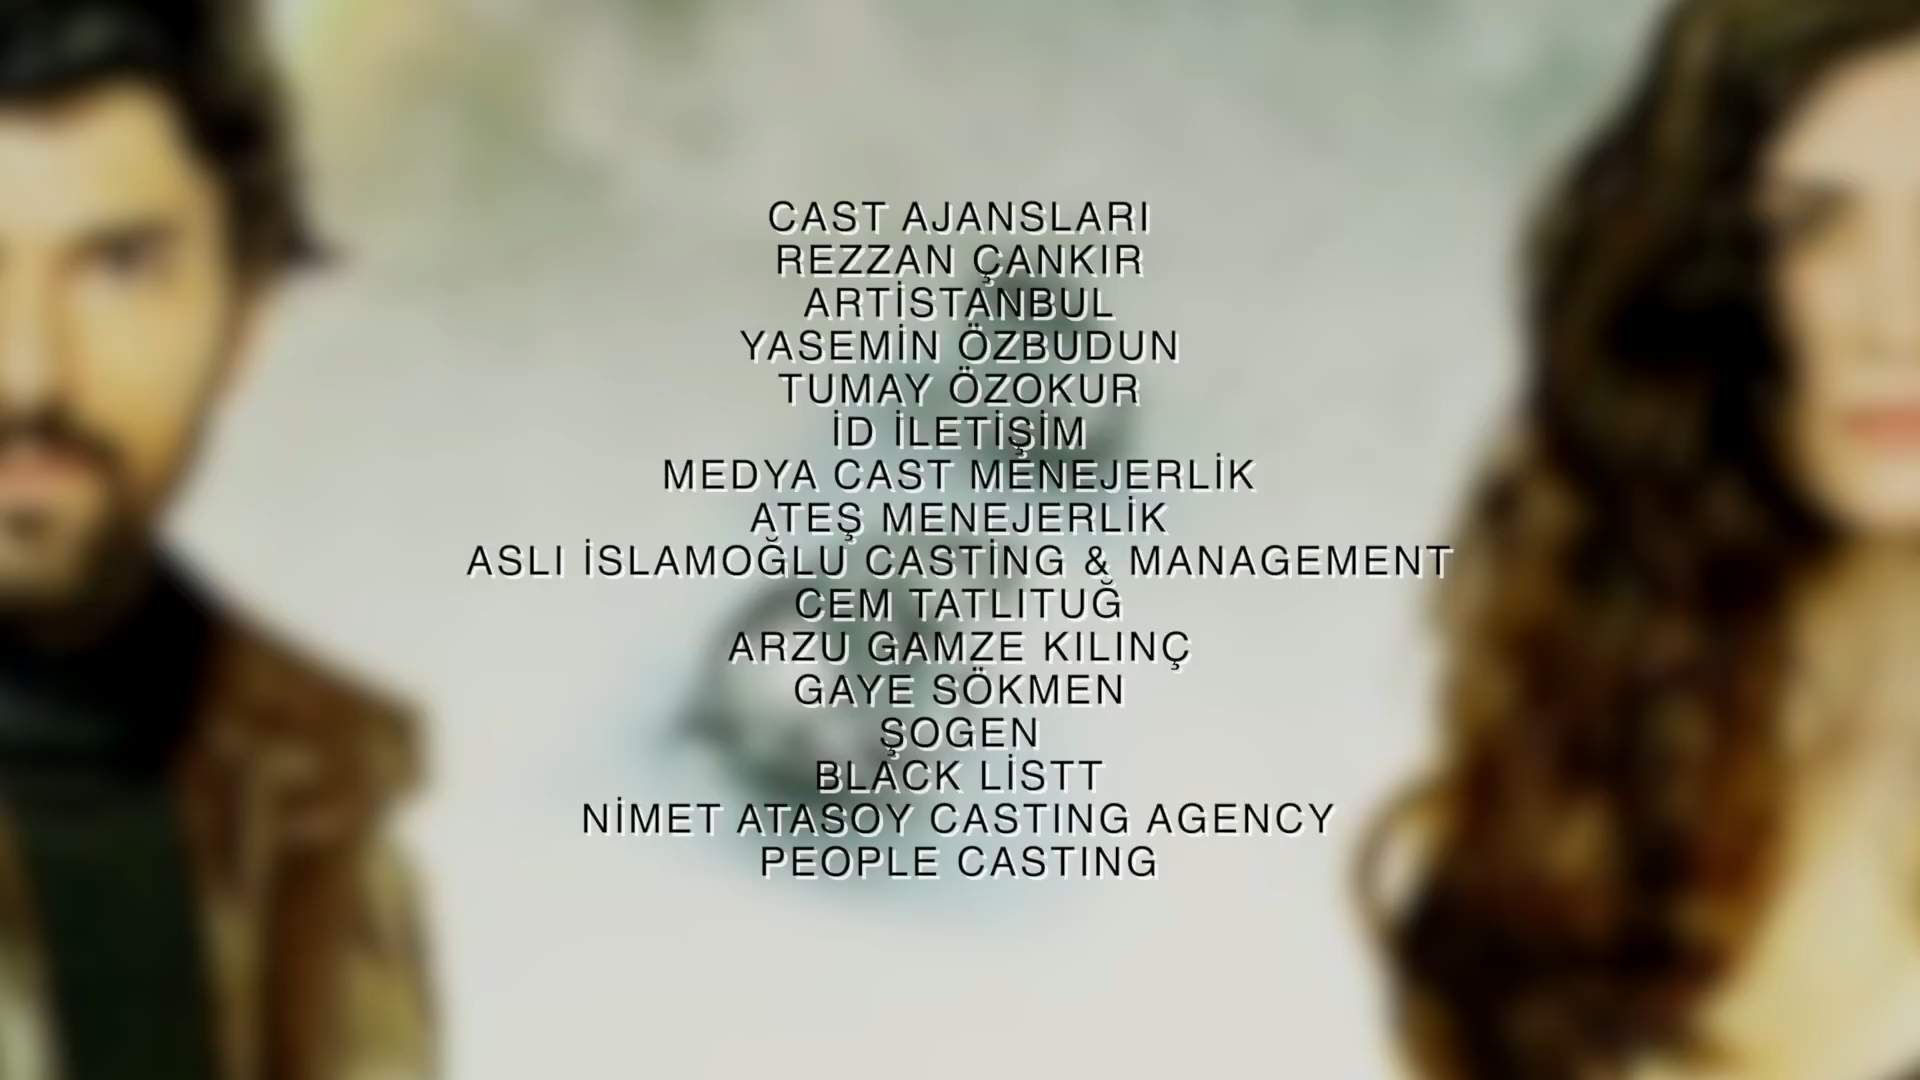 CAST AJANSLARI
REZZAN ÇANKIR
ARTİSTANBUL
YASEMİN ÖZBUDUN
TUMAY ÖZOKUR
İD İLETİŞİM
MEDYA CAST MENEJERLİK
ATEŞ MENEJERLİK
ASLI İSLAMOĞLU CASTİNG & MANAGEMENT
CEM TATLITUĞ
ARZU GAMZE KILINÇ
GAYE SÖKMEN
ŞOGEN
BLACK LİSTT
NİMET ATASOY CASTING AGENCY
PEOPLE CASTING